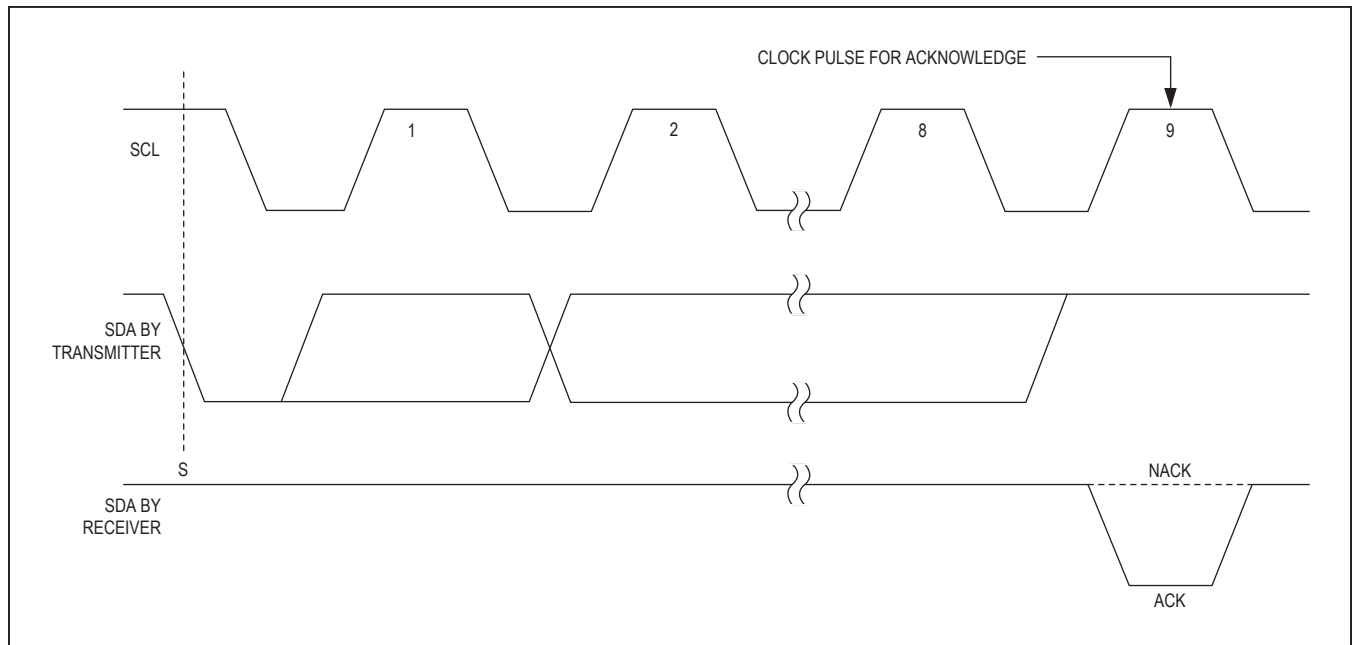 CLOCK PULSE FOR ACKNOWLEDGE
SCL
1
2
8
9
SDA BY
TRANSMITTER
S
SDA BY
RECEIVER
NACK
ACK